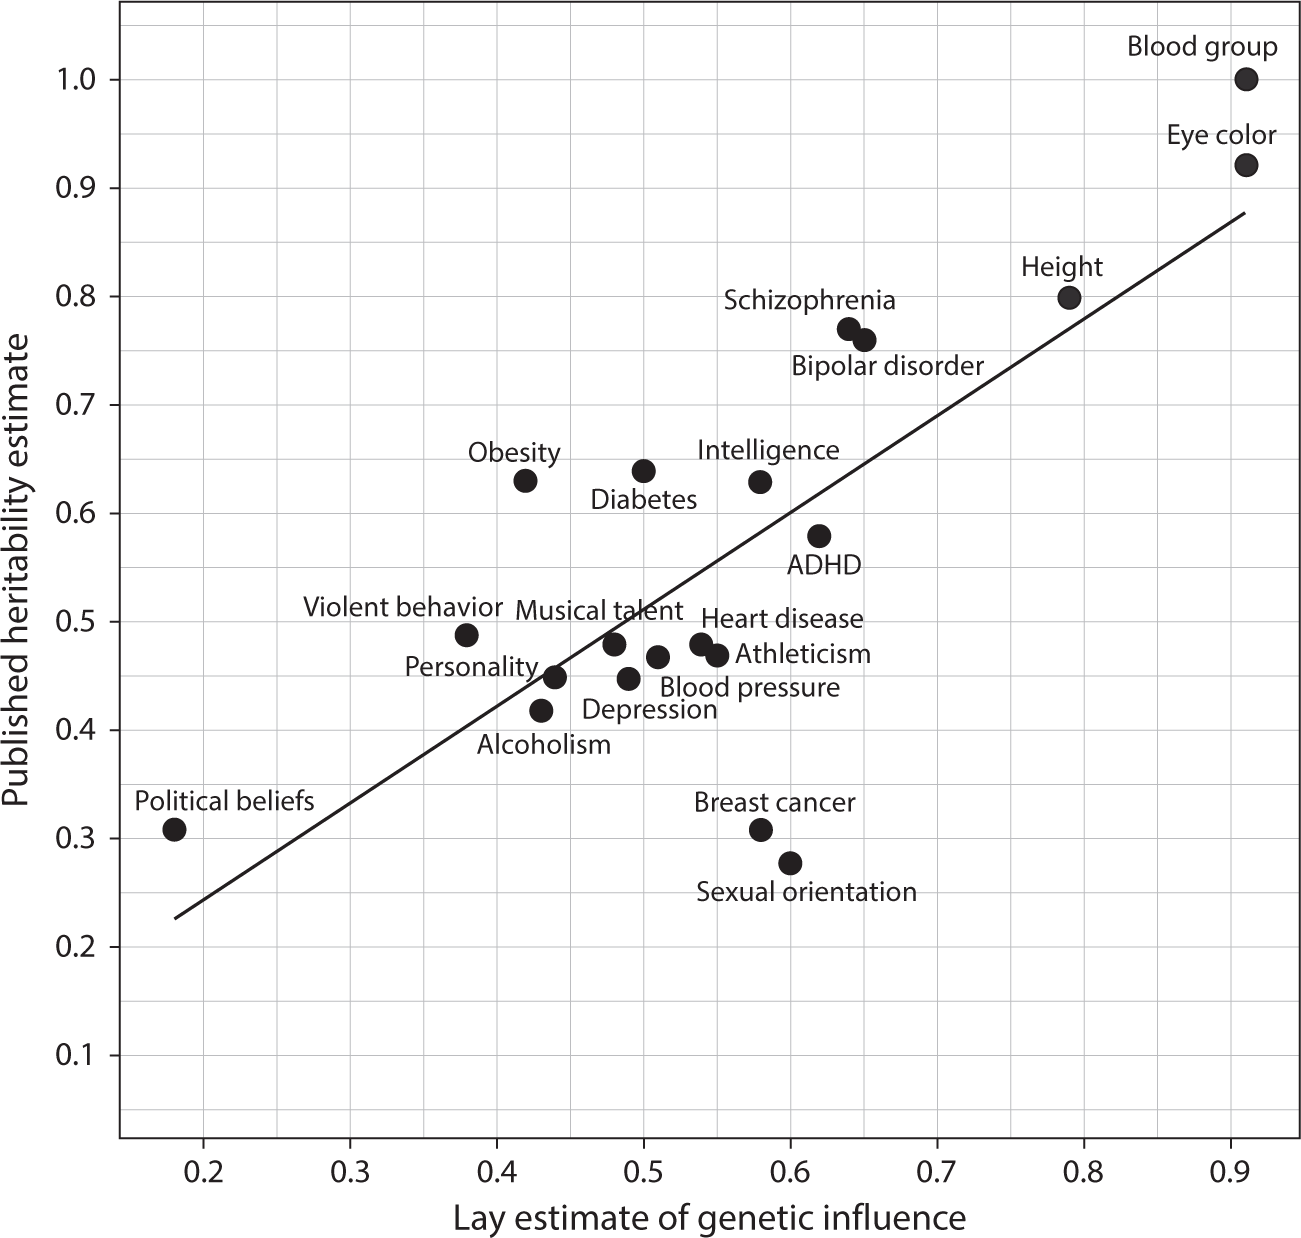 Blood group
1.0
Eye color
0.9
Height
0.8
Schizophrenia
Bipolar disorder
0.7
Obesity
Intelligence
Diabetes
0.6
ADHD
Violent behavior
Musical talent
Heart disease
0.5
Personality
Athleticism
Blood pressure
Depression
0.4
Alcoholism
Political beliefs
Breast cancer
0.3
Sexual orientation
0.2
0.1
Published heritability estimate
0.2 0.3 0.4 0.5 0.6 0.7 0.8 0.9
Lay estimate of genetic influence